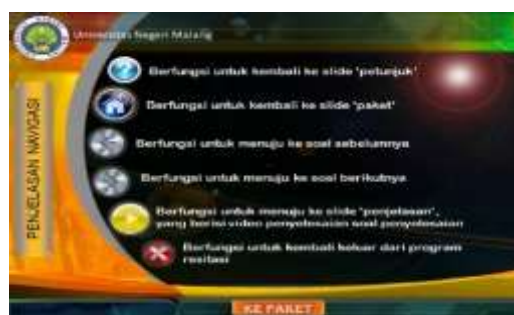 Universitas Negeri Malang
PENJELASAN NAVIGASI
Berfungsi untuk kembali ke slide 'petunjuk'
Berfungsi untuk kembali ke slide 'paket'
Berfungsi untuk menuju ke soal sebelumnya
Berfungsi untuk menuju ke soal berikutnya
Berfungsi untuk menuju ke slide 'penjelasan',
yang berisi video penyelesaian soal penyelesaian
Berfungsi untuk kembali keluar dari program
resitasi
KE PAKET